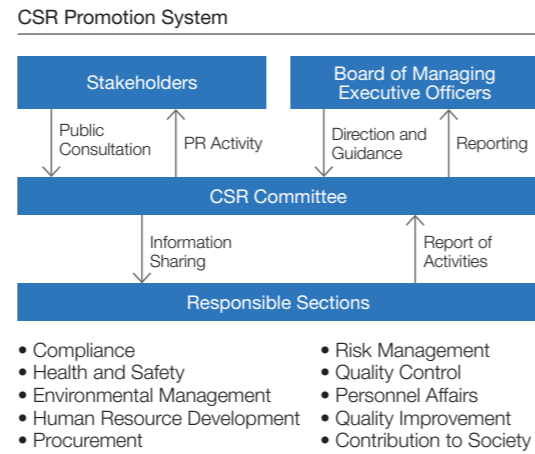 CSR Promotion System
Stakeholders
Board of Managing
Executive Officers
Public
Consultation
PR Activity
Direction and
Guidance
Reporting
CSR Committee
Information
Sharing
Report of
Activities
Responsible Sections
• Compliance
• Health and Safety
• Environmental Management
• Human Resource Development
• Procurement
• Risk Management
• Quality Control
• Personnel Affairs
• Quality Improvement
• Contribution to Society